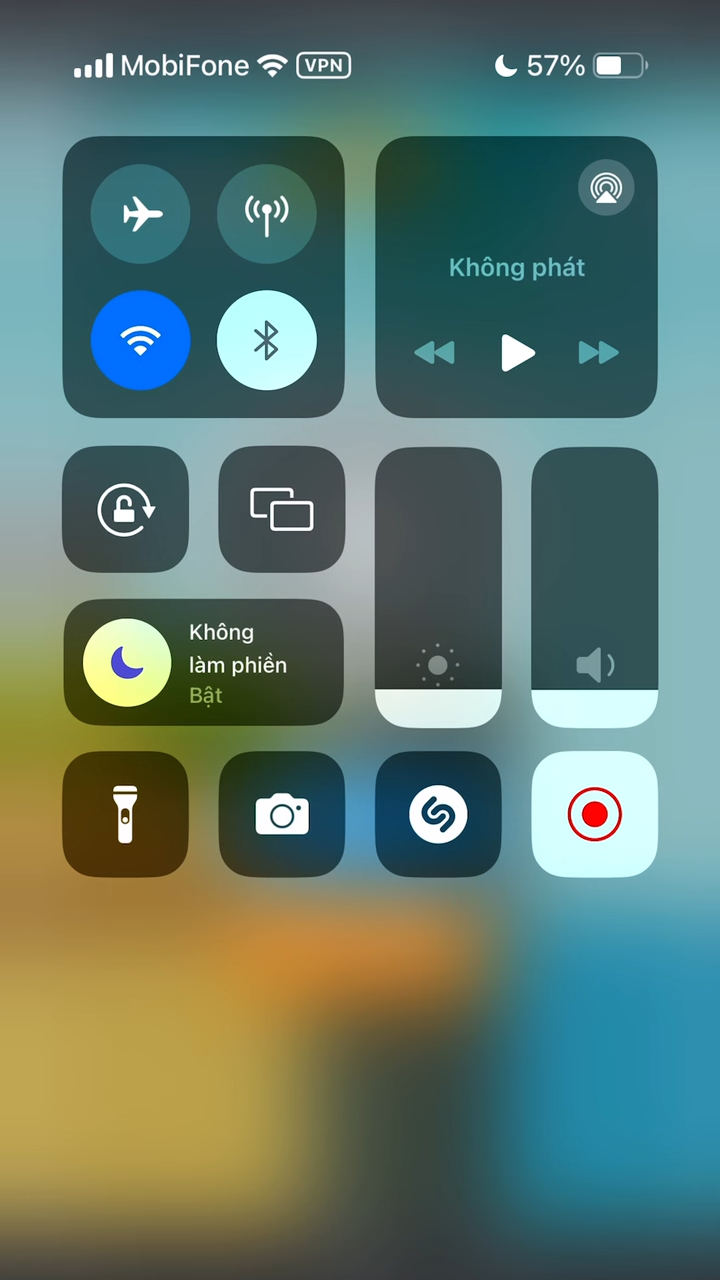 MobiFone VPN 57%
Không phát
Không
làm phiền
Bật